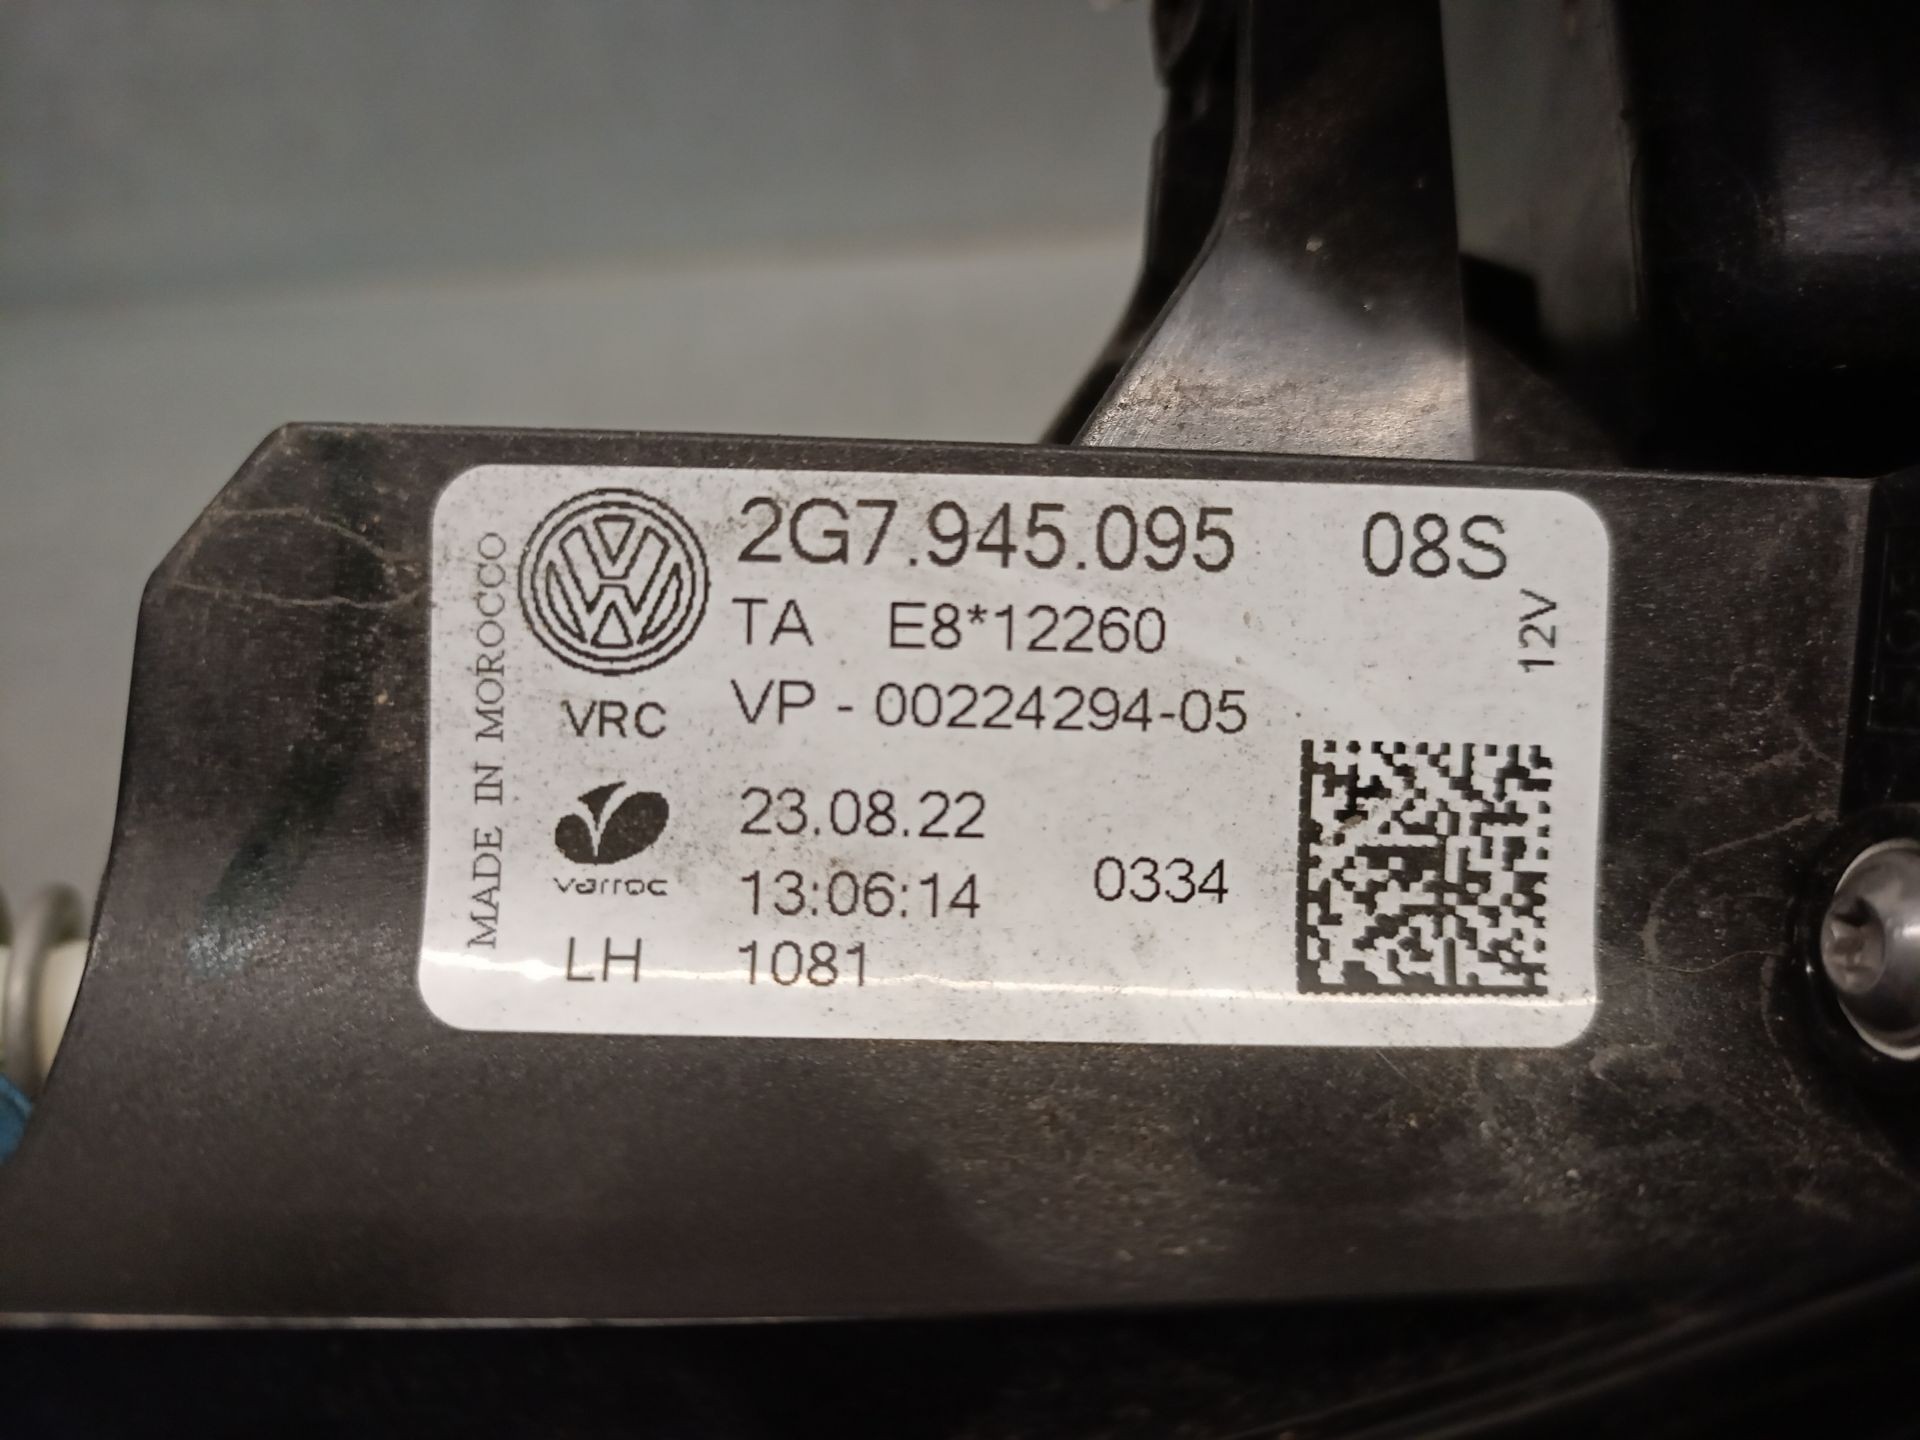 2G7.945.095 08S
TA E8*12260
12V
VRC VP - 00224294-05
MADE IN MOROCCO
23.08.22
varroc 13:06:14 0334
LH 1081